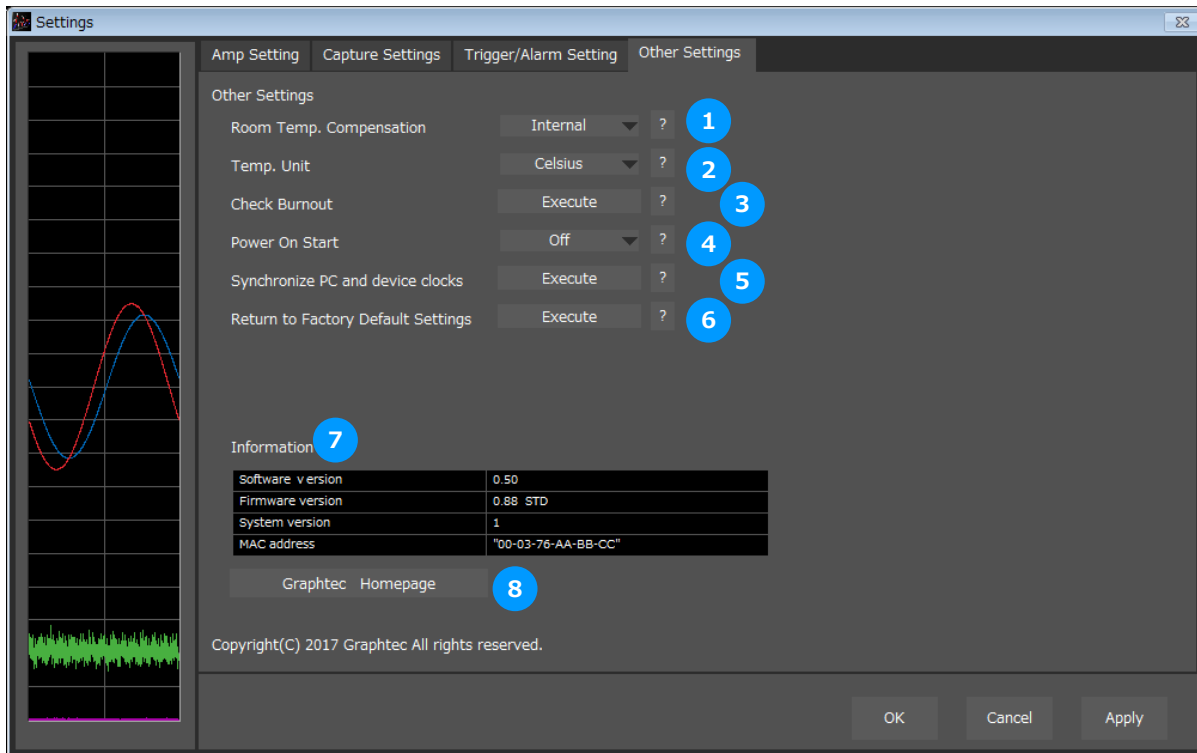 Settings
Amp Setting Capture Settings Trigger/Alarm Setting Other Settings
Other Settings
Room Temp. Compensation Internal ? 1
Temp. Unit Celsius ? 2
Check Burnout Execute ? 3
Power On Start Off ? 4
Synchronize PC and device clocks Execute ? 5
Return to Factory Default Settings Execute ? 6
Information 7
Software version 0.50
Firmware version 0.88 STD
System version 1
MAC address "00-03-76-AA-BB-CC"
Graphtec Homepage 8
Copyright(C) 2017 Graphtec All rights reserved.
OK Cancel Apply